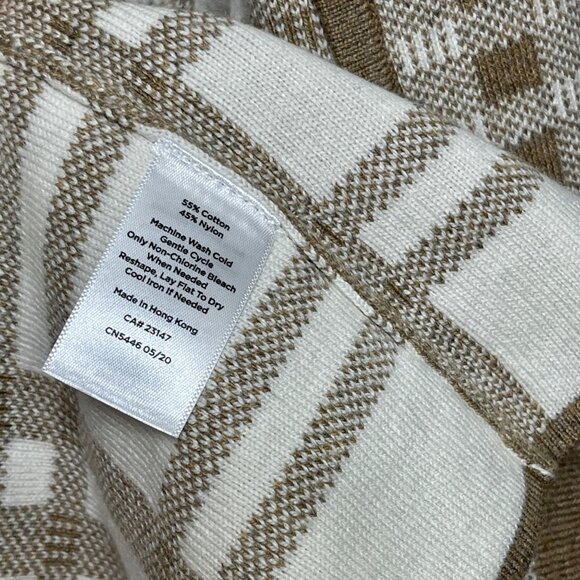 55% Cotton
45% Nylon
Machine Wash Cold
Gentle Cycle
Only Non-Chlorine Bleach
When Needed
Reshape, Lay Flat To Dry
Cool Iron If Needed
Made in Hong Kong
CA# 23147
CN5446 05/20